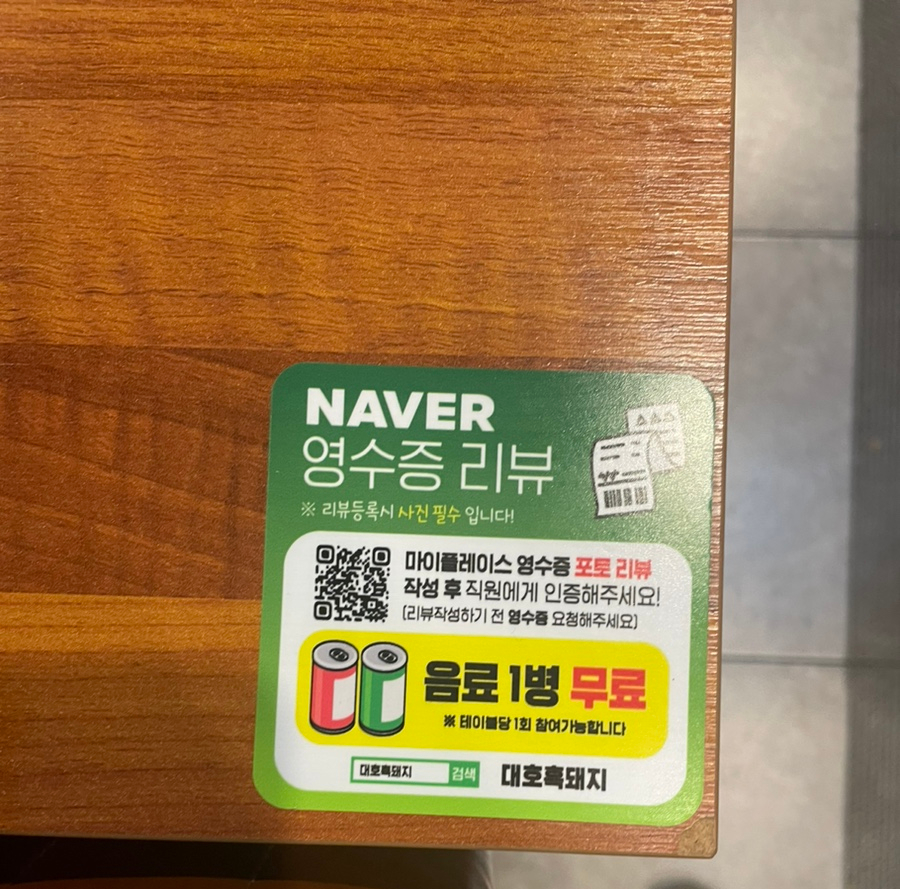 NAVER
영수증 리뷰
※ 리뷰등록시 사진 필수 입니다!
마이플레이스 영수증 포토 리뷰
작성 후 직원에게 인증해주세요!
(리뷰작성하기 전 영수증 요청해주세요)
음료 1병 무료
※ 테이블당 1회 참여가능합니다
대호흑돼지 검색 대호흑돼지